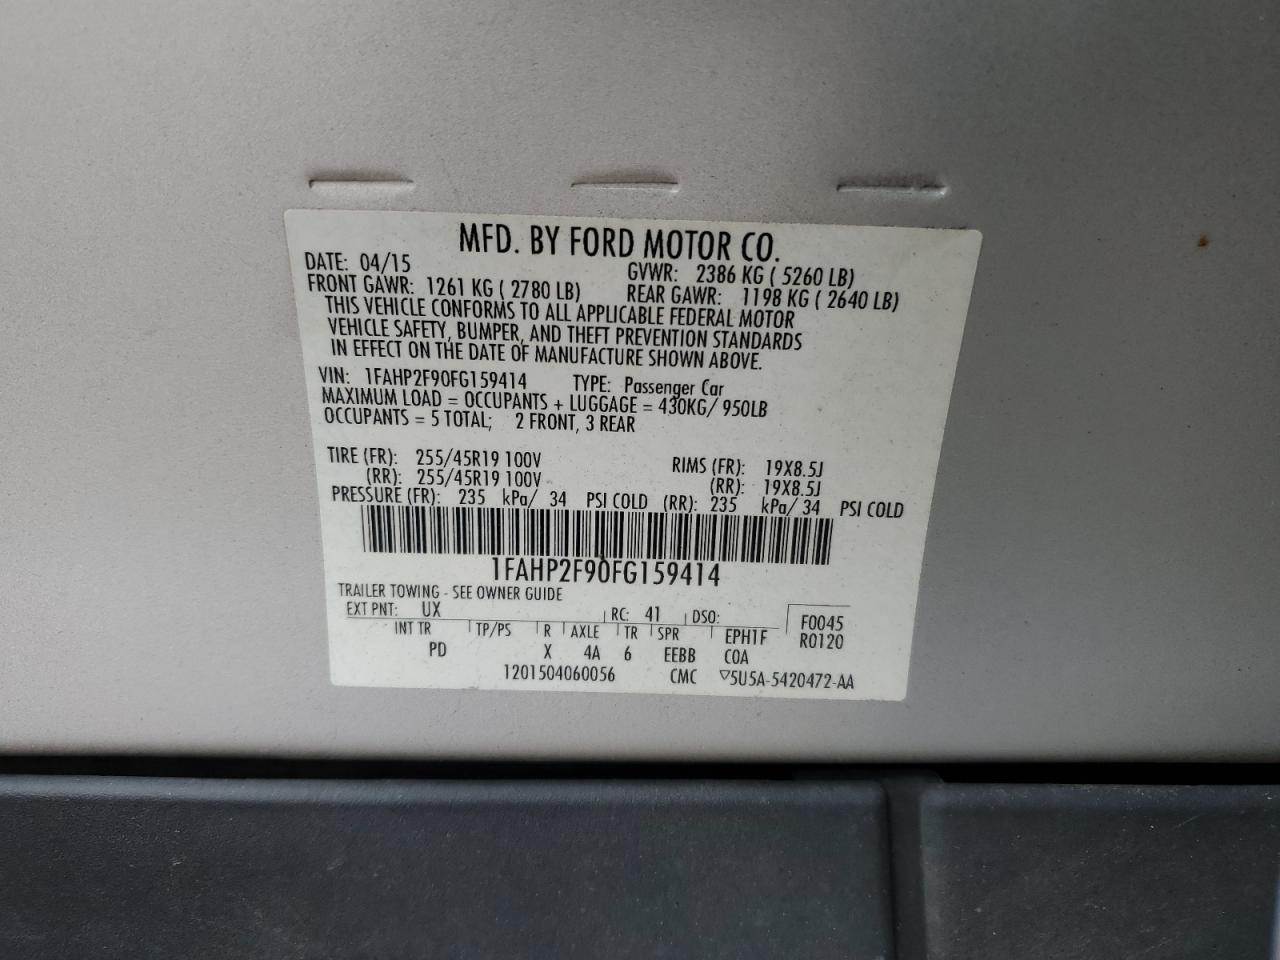 MFD. BY FORD MOTOR CO.
DATE: 04/15 GVWR: 2386 KG ( 5260 LB)
FRONT GAWR: 1261 KG ( 2780 LB) REAR GAWR: 1198 KG ( 2640 LB)
THIS VEHICLE CONFORMS TO ALL APPLICABLE FEDERAL MOTOR
VEHICLE SAFETY, BUMPER, AND THEFT PREVENTION STANDARDS
IN EFFECT ON THE DATE OF MANUFACTURE SHOWN ABOVE.
VIN: 1FAHP2F90FG159414 TYPE: Passenger Car
MAXIMUM LOAD = OCCUPANTS + LUGGAGE = 430KG/ 950LB
OCCUPANTS = 5 TOTAL; 2 FRONT, 3 REAR
TIRE (FR): 255/45R19 100V RIMS (FR): 19X8.5J
(RR): 255/45R19 100V (RR): 19X8.5J
PRESSURE (FR): 235 kPa/ 34 PSI COLD (RR): 235 kPa/ 34 PSI COLD
1FAHP2F90FG159414
TRAILER TOWING - SEE OWNER GUIDE
EXT PNT: UX RC: 41 DSO: F0045
INT TR TP/PS R AXLE TR SPR EPH1F R0120
PD X 4A 6 EEBB COA
1201504060056 CMC ▽5U5A-5420472-AA